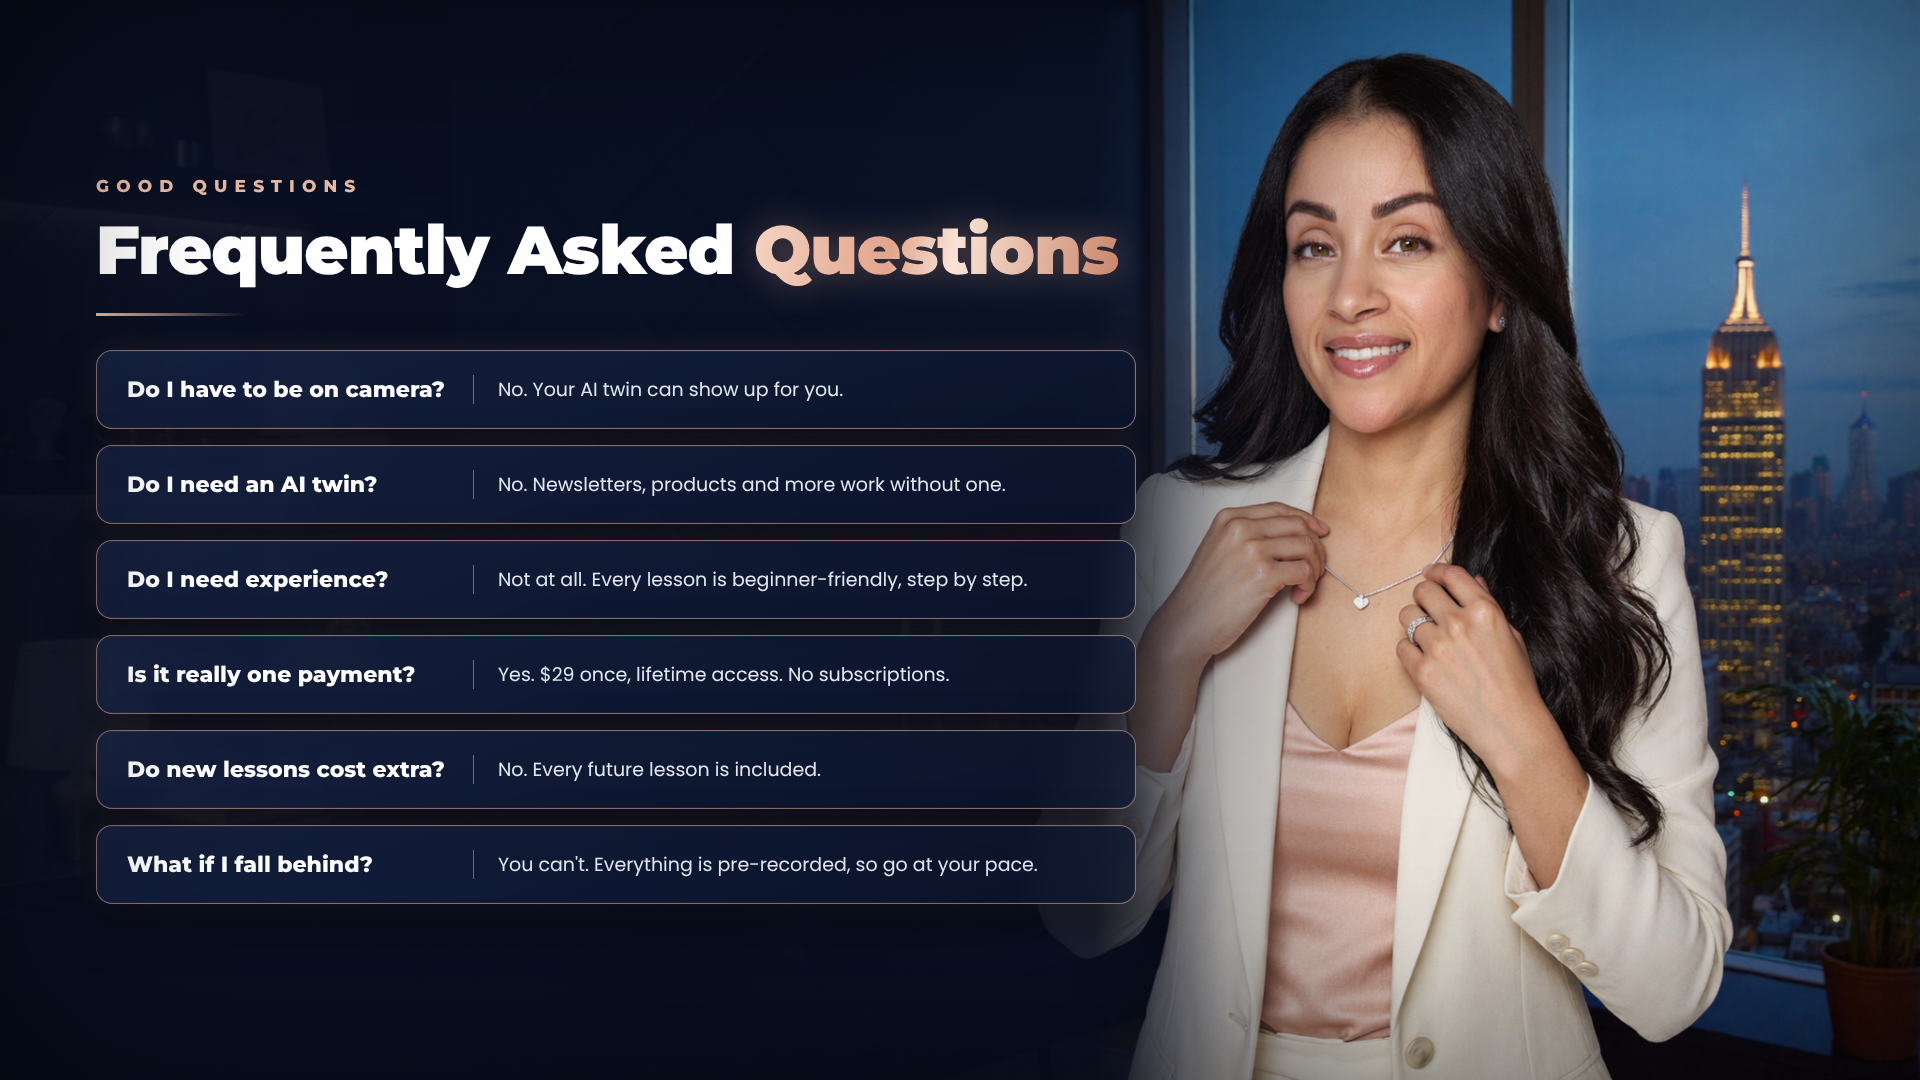 GOOD QUESTIONS
Frequently Asked Questions
Do I have to be on camera? No. Your AI twin can show up for you.
Do I need an AI twin? No. Newsletters, products and more work without one.
Do I need experience? Not at all. Every lesson is beginner-friendly, step by step.
Is it really one payment? Yes. $29 once, lifetime access. No subscriptions.
Do new lessons cost extra? No. Every future lesson is included.
What if I fall behind? You can't. Everything is pre-recorded, so go at your pace.